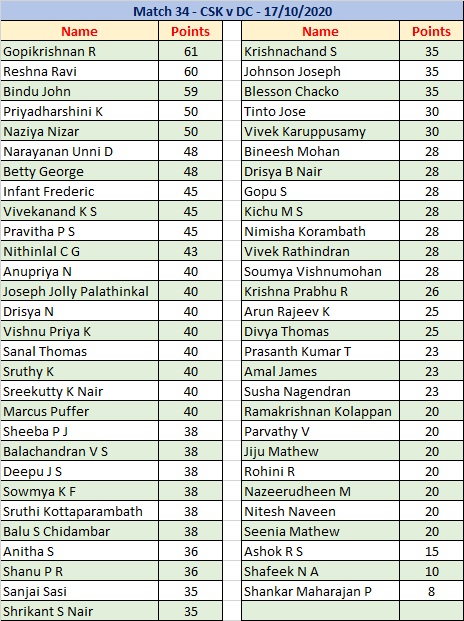 Match 34 - CSK v DC - 17/10/2020
Name Points Name Points
Gopikrishnan R 61 Krishnachand S 35
Reshna Ravi 60 Johnson Joseph 35
Bindu John 59 Blesson Chacko 35
Priyadharshini K 50 Tinto Jose 30
Naziya Nizar 50 Vivek Karuppusamy 30
Narayanan Unni D 48 Bineesh Mohan 28
Betty George 48 Drisya B Nair 28
Infant Frederic 45 Gopu S 28
Vivekanand K S 45 Kichu M S 28
Pravitha P S 45 Nimisha Korambath 28
Nithinlal C G 43 Vivek Rathindran 28
Anupriya N 40 Soumya Vishnumohan 28
Joseph Jolly Palathinkal 40 Krishna Prabhu R 26
Drisya N 40 Arun Rajeev K 25
Vishnu Priya K 40 Divya Thomas 25
Sanal Thomas 40 Prasanth Kumar T 23
Sruthy K 40 Amal James 23
Sreekutty K Nair 40 Susha Nagendran 23
Marcus Puffer 40 Ramakrishnan Kolappan 20
Sheeba P J 38 Parvathy V 20
Balachandran V S 38 Jiju Mathew 20
Deepu J S 38 Rohini R 20
Sowmya K F 38 Nazeerudheen M 20
Sruthi Kottaparambath 38 Nitesh Naveen 20
Balu S Chidambar 38 Seenia Mathew 20
Anitha S 36 Ashok R S 15
Shanu P R 36 Shafeek N A 10
Sanjai Sasi 35 Shankar Maharajan P 8
Shrikant S Nair 35